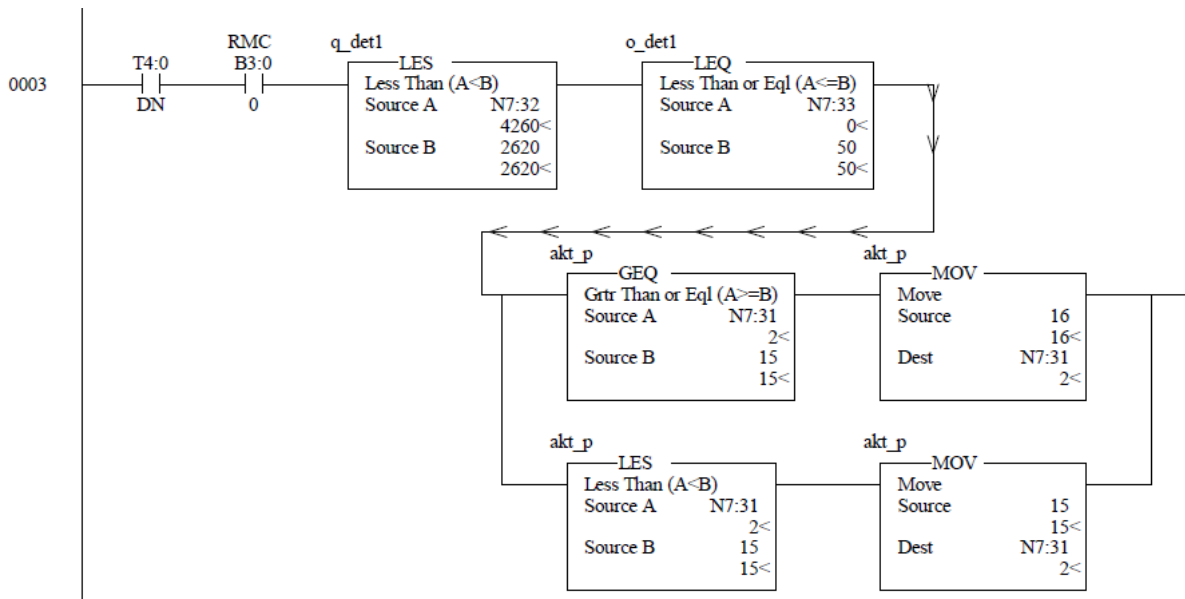 RMC q_det1 o_det1
T4:0 B3:0 LES LEQ
0003
DN 0
Less Than (A<B)
Source A N7:32
4260<
Source B 2620
2620<
Less Than or Eql (A<=B)
Source A N7:33
0<
Source B 50
50<
akt_p
GEQ
Grtr Than or Eql (A>=B)
Source A N7:31
2<
Source B 15
15<
akt_p
MOV
Move
Source 16
16<
Dest N7:31
2<
akt_p
LES
Less Than (A<B)
Source A N7:31
2<
Source B 15
15<
akt_p
MOV
Move
Source 15
15<
Dest N7:31
2<